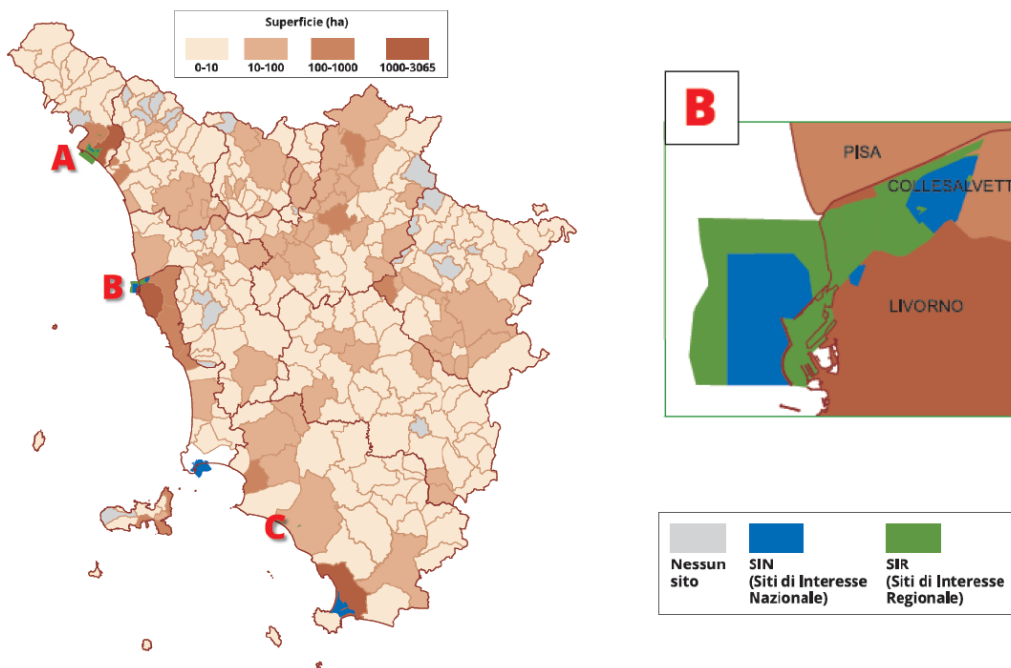 Superficie (ha)
0-10 10-100 100-1000 1000-3065
A
B
C
B
PISA
COLLESALVETT
LIVORNO
Nessun
sito
SIN
(Siti di Interesse
Nazionale)
SIR
(Siti di Interesse
Regionale)